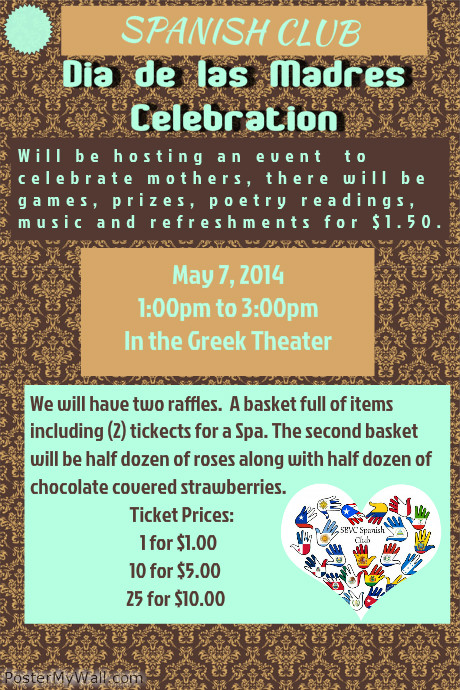 SPANISH CLUB
Dia de las Madres
Celebration
Will be hosting an event to
celebrate mothers, there will be
games, prizes, poetry readings,
music and refreshments for $1.50.
May 7, 2014
1:00pm to 3:00pm
In the Greek Theater
We will have two raffles. A basket full of items
including (2) tickects for a Spa. The second basket
will be half dozen of roses along with half dozen of
chocolate covered strawberries.
Ticket Prices:
1 for $1.00
10 for $5.00
25 for $10.00
SBVC Spanish
Club
PosterMyWall.com